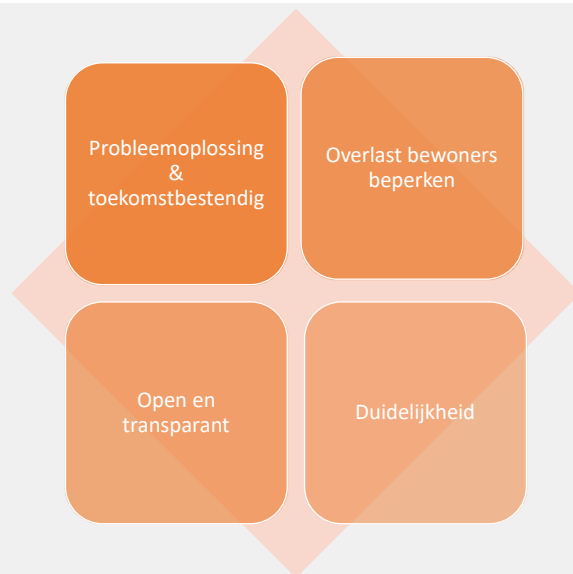 Probleemoplossing
&
toekomstbestendig
Overlast bewoners
beperken
Open en
transparant
Duidelijkheid